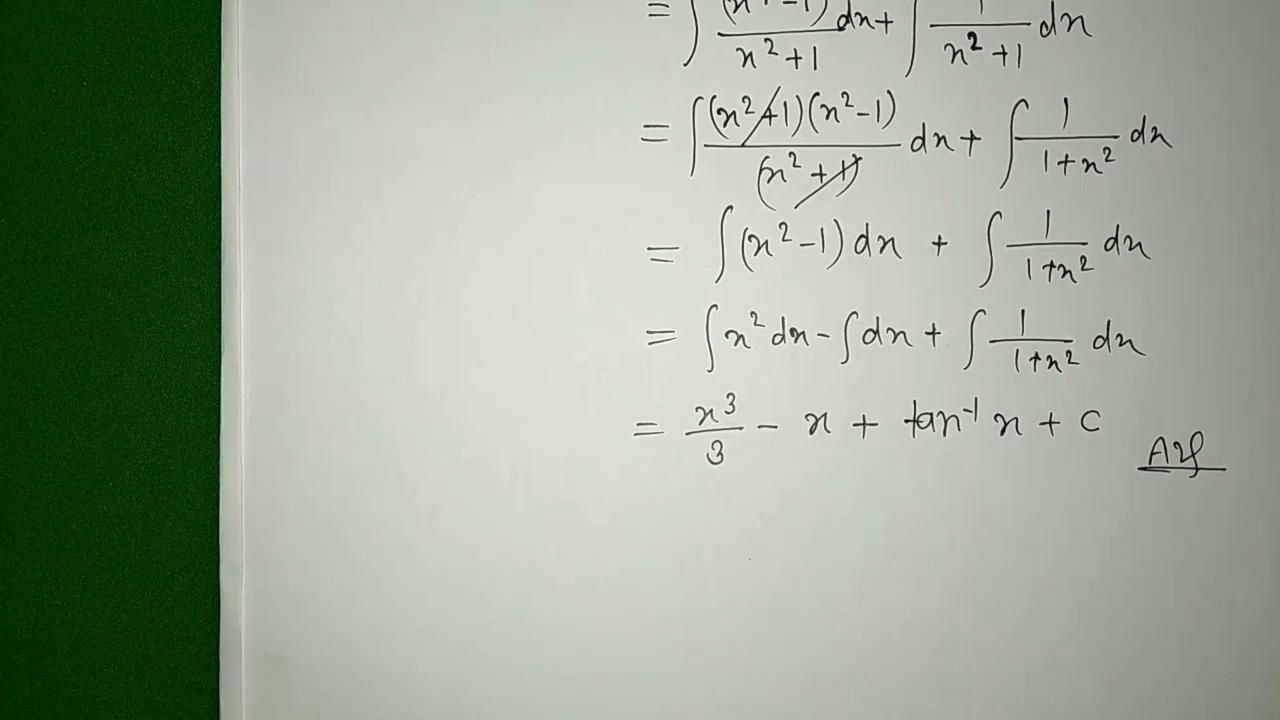 = ∫ (x⁴-1)/(x²+1) dx + ∫ 1/(x²+1) dx
= ∫ (x²+1)(x²-1)/(x²+1) dx + ∫ 1/(1+x²) dx
= ∫ (x²-1) dx + ∫ 1/(1+x²) dx
= ∫ x² dx - ∫ dx + ∫ 1/(1+x²) dx
= x³/3 - x + tan⁻¹ x + c